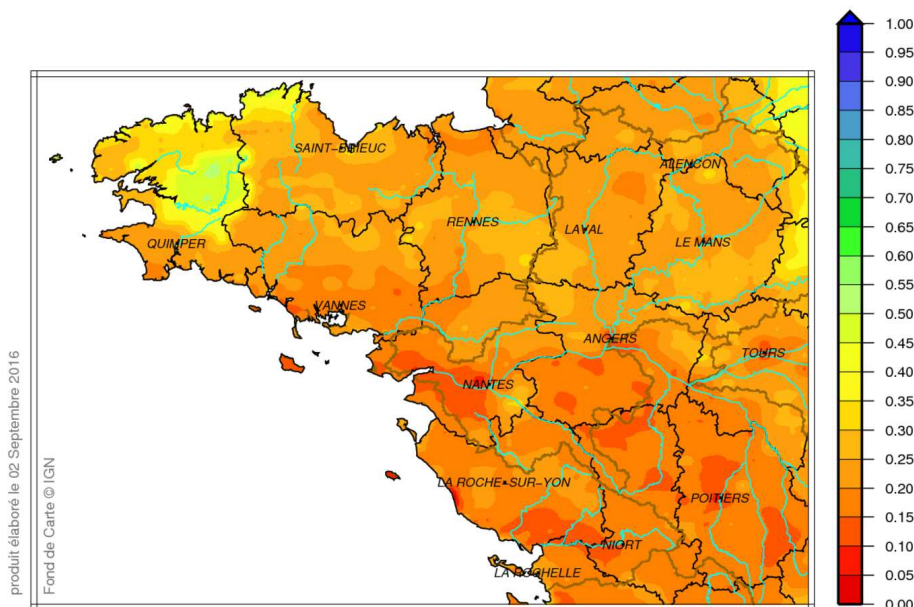 SAINT-BRIEUC
ALENCON
RENNES
LAVAL
LE MANS
QUIMPER
VANNES
ANGERS
TOURS
NANTES
LA ROCHE-SUR-YON
POITIERS
NIORT
LA ROCHELLE
1.00
0.95
0.90
0.85
0.80
0.75
0.70
0.65
0.60
0.55
0.50
0.45
0.40
0.35
0.30
0.25
0.20
0.15
0.10
0.05
0.00
produit élaboré le 02 Septembre 2016
Fond de Carte © IGN